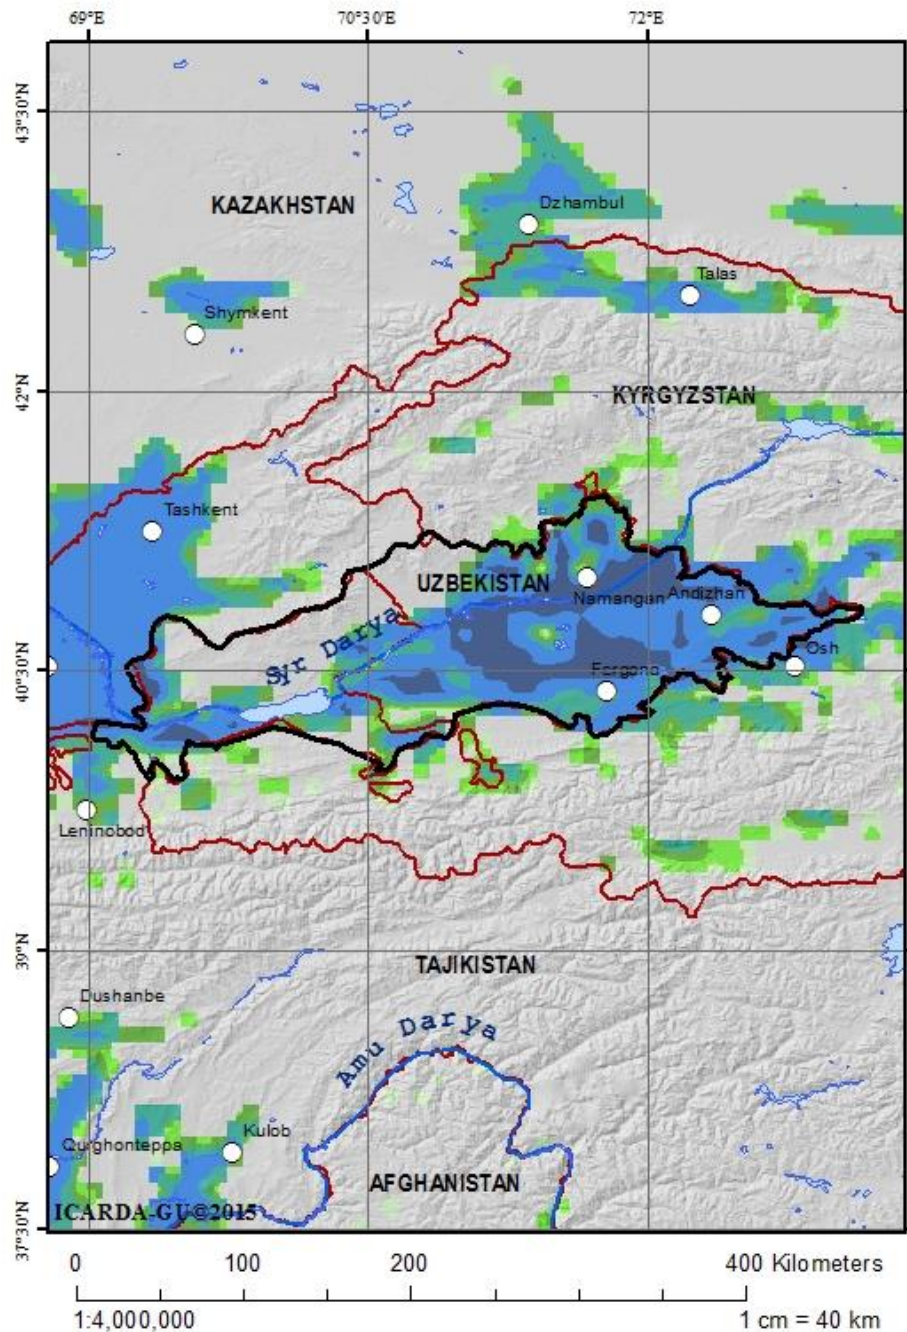 69°E 70°30'E 72°E
43°30'N
Dzhambul
KAZAKHSTAN
Talas
Shymkent
42°N
KYRGYZSTAN
Tashkent
UZBEKISTAN
Namangan Andizhan
Syr Darya
40°30'N
Osh
Fergona
Leninobod
39°N
TAJIKISTAN
Dushanbe
Amu Darya
Kulob
Qurghonteppa
AFGHANISTAN
ICARDA-GU©2015
37°30'N
0 100 200 400 Kilometers
1:4,000,000 1 cm = 40 km